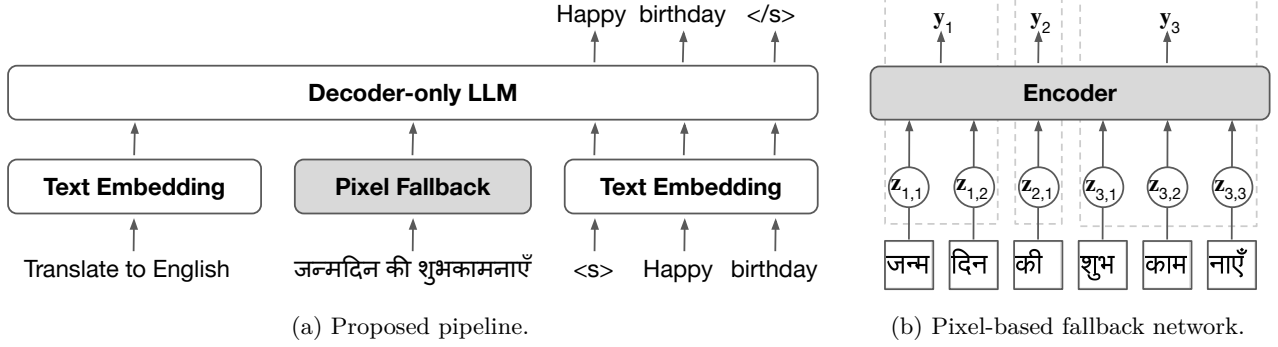 Happy birthday </s>
Decoder-only LLM
Text Embedding
Pixel Fallback
Text Embedding
Translate to English
जन्मदिन की शुभकामनाएँ
<s> Happy birthday
(a) Proposed pipeline.
y1 y2 y3
Encoder
z1,1 z1,2 z2,1 z3,1 z3,2 z3,3
जन्म दिन की शुभ काम नाएँ
(b) Pixel-based fallback network.